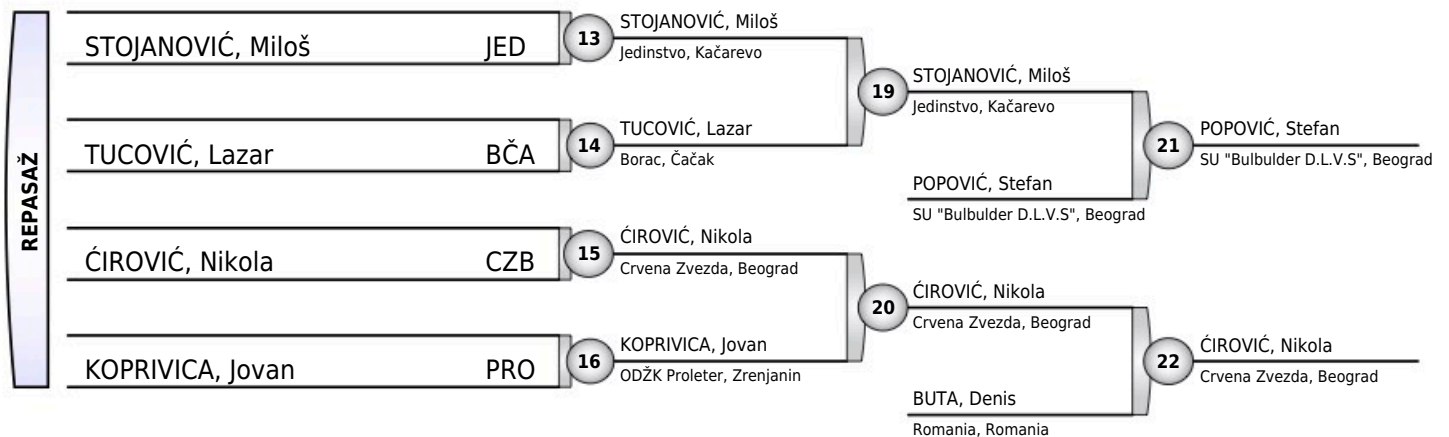 REPASAŽ
STOJANOVIĆ, Miloš JED
13
STOJANOVIĆ, Miloš
Jedinstvo, Kačarevo
TUCOVIĆ, Lazar BČA
14
TUCOVIĆ, Lazar
Borac, Čačak
19
STOJANOVIĆ, Miloš
Jedinstvo, Kačarevo
POPOVIĆ, Stefan
SU "Bulbulder D.L.V.S", Beograd
21
POPOVIĆ, Stefan
SU "Bulbulder D.L.V.S", Beograd
ĆIROVIĆ, Nikola CZB
15
ĆIROVIĆ, Nikola
Crvena Zvezda, Beograd
KOPRIVICA, Jovan PRO
16
KOPRIVICA, Jovan
ODŽK Proleter, Zrenjanin
20
ĆIROVIĆ, Nikola
Crvena Zvezda, Beograd
BUTA, Denis
Romania, Romania
22
ĆIROVIĆ, Nikola
Crvena Zvezda, Beograd